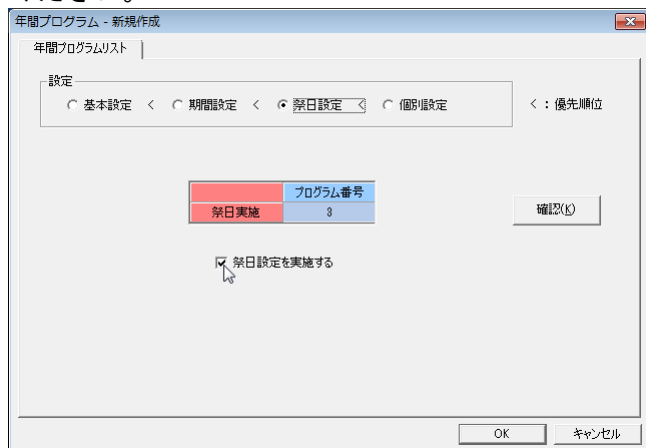 年間プログラム - 新規作成
年間プログラムリスト
設定
基本設定 < 期間設定 < 祭日設定 < 個別設定
< : 優先順位
プログラム番号
祭日実施 3
確認(K)
祭日設定を実施する
OK キャンセル